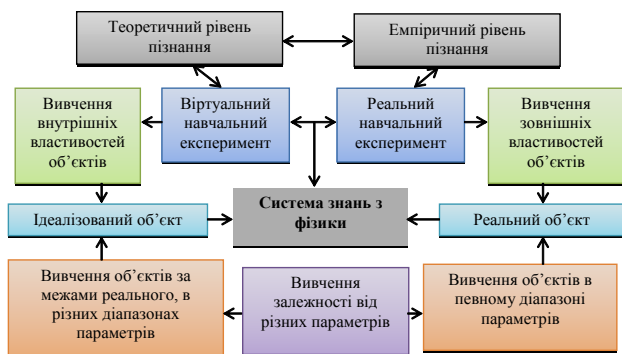 Теоретичний рівень
пізнання
Емпіричний рівень
пізнання
Вивчення
внутрішніх
властивостей
об’єктів
Віртуальний
навчальний
експеримент
Реальний
навчальний
експеримент
Вивчення
зовнішніх
властивостей
об’єктів
Ідеалізований об’єкт
Система знань з
фізики
Реальний об’єкт
Вивчення об’єктів за
межами реального, в
різних діапазонах
параметрів
Вивчення
залежності від
різних параметрів
Вивчення об’єктів в
певному діапазоні
параметрів